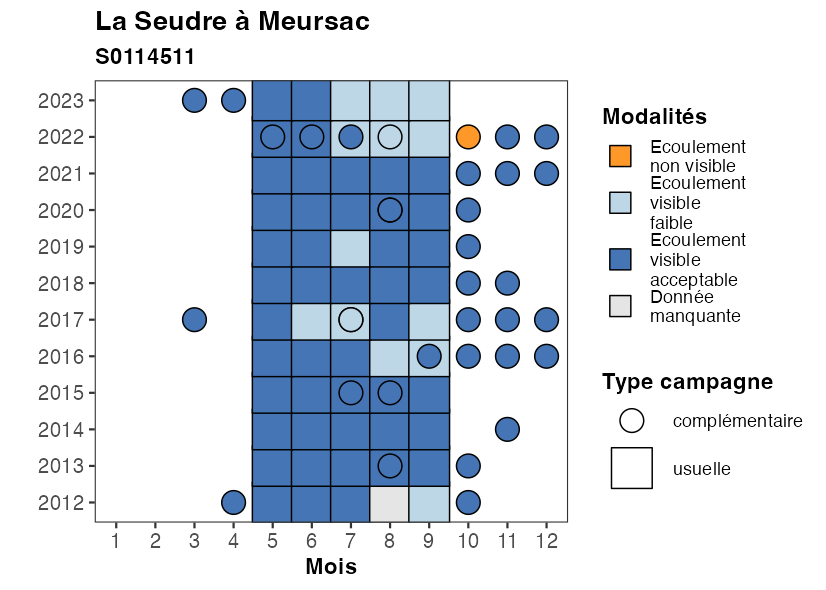 La Seudre à Meursac
S0114511
2023
2022
2021
2020
2019
2018
2017
2016
2015
2014
2013
2012
1 2 3 4 5 6 7 8 9 10 11 12
Mois
Modalités
Ecoulement
non visible
Ecoulement
visible
faible
Ecoulement
visible
acceptable
Donnée
manquante
Type campagne
complémentaire
usuelle